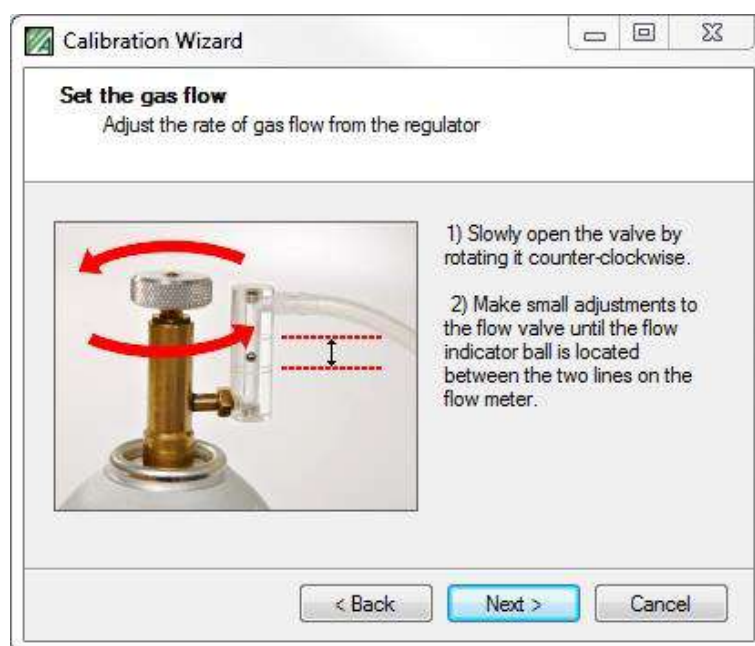 Calibration Wizard
Set the gas flow
Adjust the rate of gas flow from the regulator
1) Slowly open the valve by
rotating it counter-clockwise.
2) Make small adjustments to
the flow valve until the flow
indicator ball is located
between the two lines on the
flow meter.
< Back
Next >
Cancel